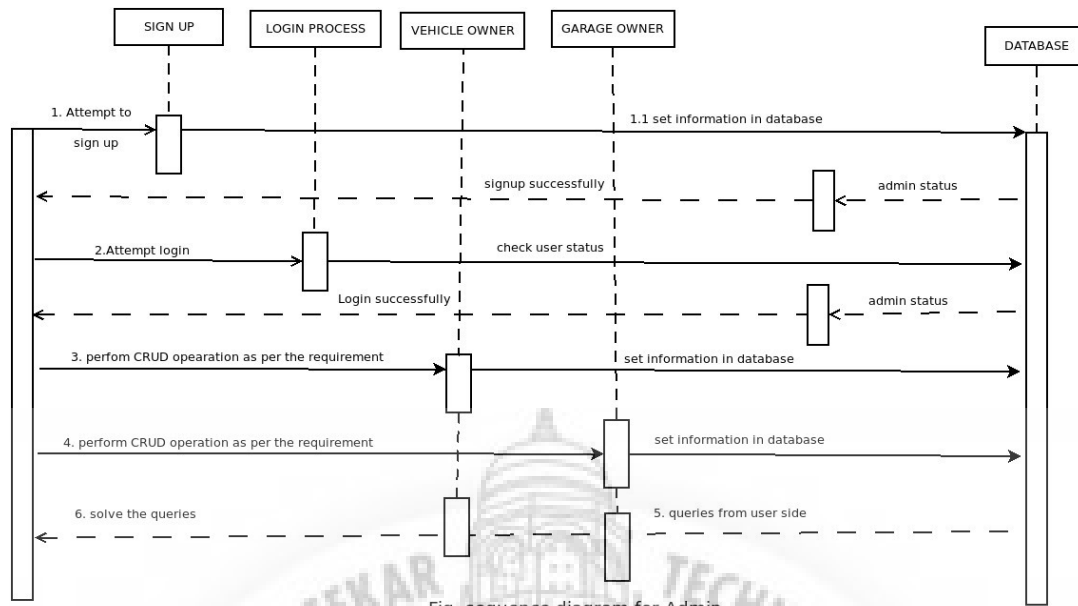 SIGN UP
LOGIN PROCESS
VEHICLE OWNER
GARAGE OWNER
DATABASE
1. Attempt to
sign up
1.1 set information in database
signup successfully
admin status
2.Attempt login
check user status
Login successfully
admin status
3. perfom CRUD opearation as per the requirement
set information in database
4. perform CRUD operation as per the requirement
set information in database
6. solve the queries
5. queries from user side
EKAR
TECH
Fig. sequence diagram for Admin